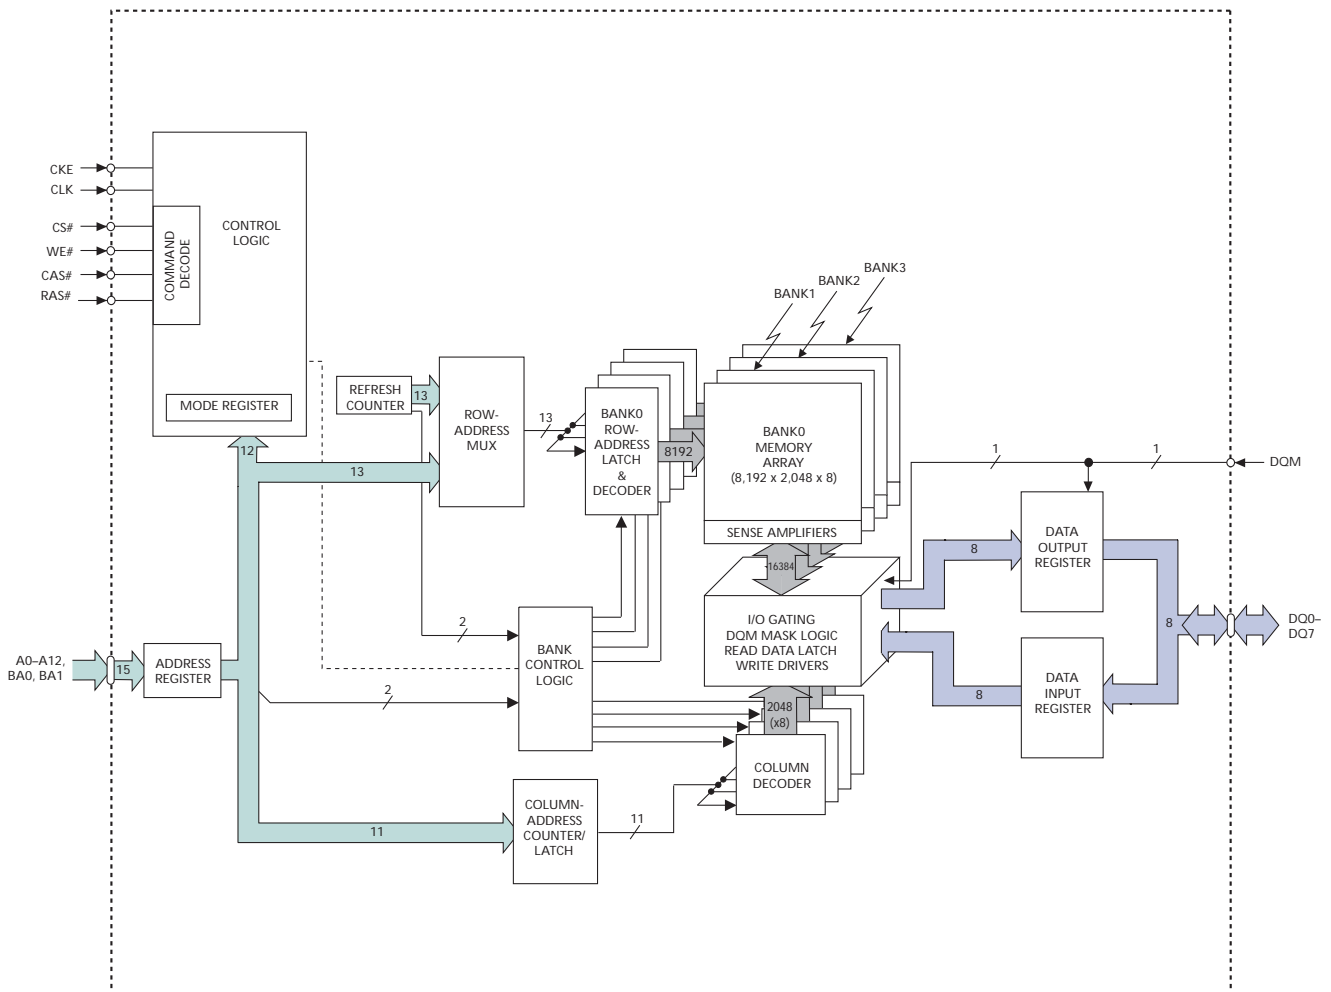 CKE
CLK
CS#
WE#
CAS#
RAS#
COMMAND
DECODE
CONTROL
LOGIC
MODE REGISTER
12
13
REFRESH
COUNTER
13
ROW-
ADDRESS
MUX
13
BANK0
ROW-
ADDRESS
LATCH
&
DECODER
8192
BANK1
BANK2
BANK3
BANK0
MEMORY
ARRAY
(8,192 x 2,048 x 8)
SENSE AMPLIFIERS
16384
I/O GATING
DQM MASK LOGIC
READ DATA LATCH
WRITE DRIVERS
2048
(x8)
COLUMN
DECODER
1
1
DQM
8
DATA
OUTPUT
REGISTER
8
DQ0–
DQ7
8
DATA
INPUT
REGISTER
A0–A12,
BA0, BA1
15
ADDRESS
REGISTER
2
2
BANK
CONTROL
LOGIC
11
COLUMN-
ADDRESS
COUNTER/
LATCH
11